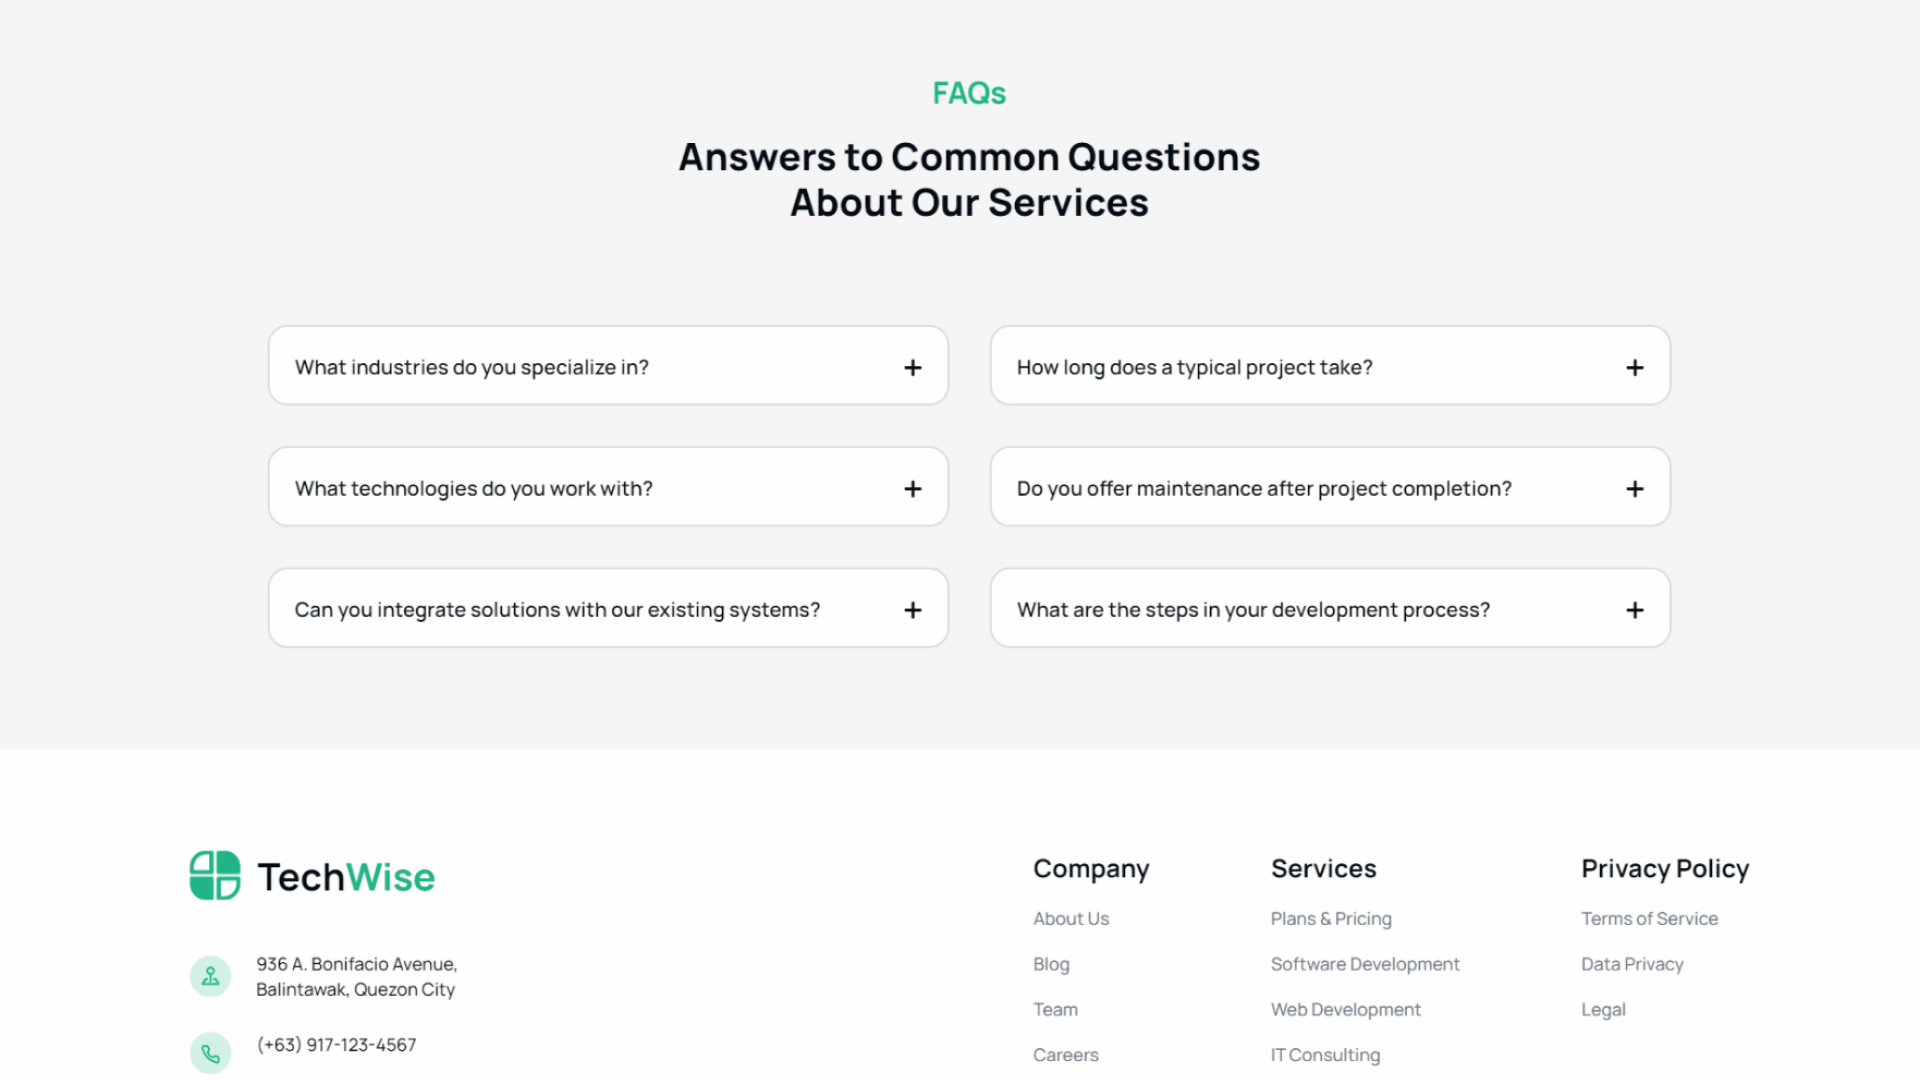 FAQs
Answers to Common Questions
About Our Services
What industries do you specialize in?
How long does a typical project take?
What technologies do you work with?
Do you offer maintenance after project completion?
Can you integrate solutions with our existing systems?
What are the steps in your development process?
TechWise
936 A. Bonifacio Avenue,
Balintawak, Quezon City
(+63) 917-123-4567
Company
About Us
Blog
Team
Careers
Services
Plans & Pricing
Software Development
Web Development
IT Consulting
Privacy Policy
Terms of Service
Data Privacy
Legal